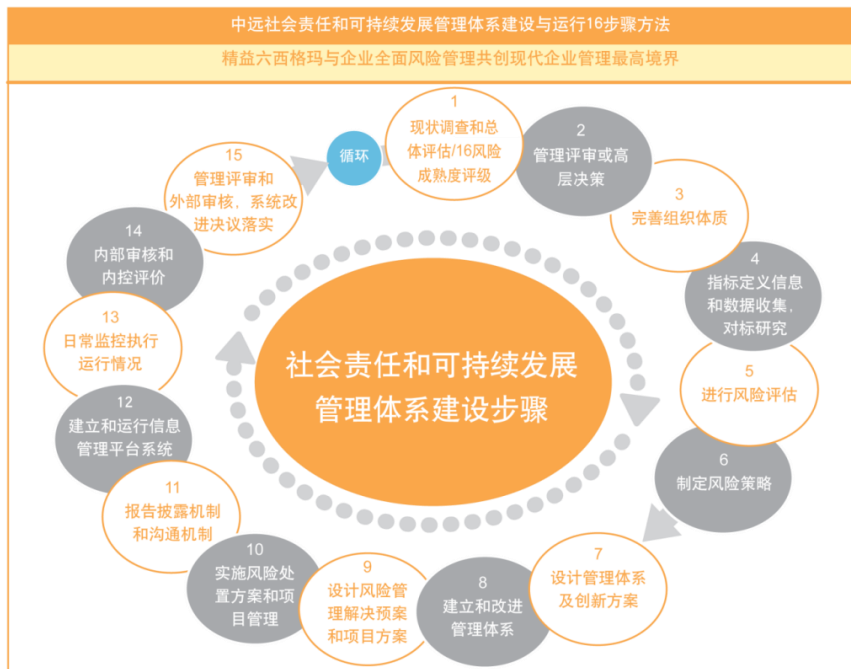 中远社会责任和可持续发展管理体系建设与运行16步骤方法
精益六西格玛与企业全面风险管理共创现代企业管理最高境界
循环
1
现状调查和总
体评估/16风险
成熟度评级
2
管理评审或高
层决策
3
完善组织体质
4
指标定义信息
和数据收集,
对标研究
5
进行风险评估
6
制定风险策略
7
设计管理体系
及创新方案
8
建立和改进
管理体系
9
设计风险管
理解决预案
和项目方案
10
实施风险处
置方案和项
目管理
11
报告披露机制
和沟通机制
12
建立和运行信息
管理平台系统
13
日常监控执行
运行情况
14
内部审核和
内控评价
15
管理评审和
外部审核,系统改
进决议落实
社会责任和可持续发展
管理体系建设步骤